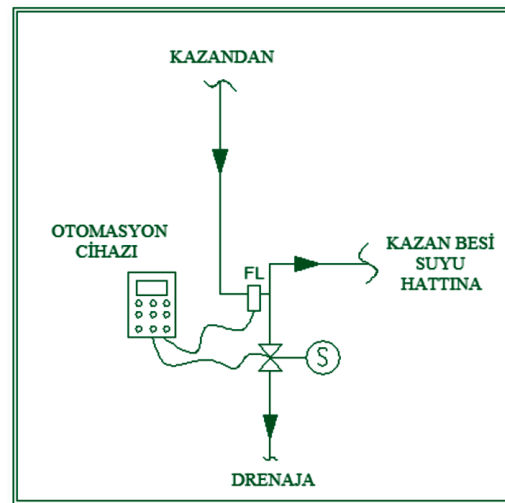 KAZANDAN
OTOMASYON
CİHAZI
FL
KAZAN BESİ
SUYU
HATTINA
S
DRENAJA